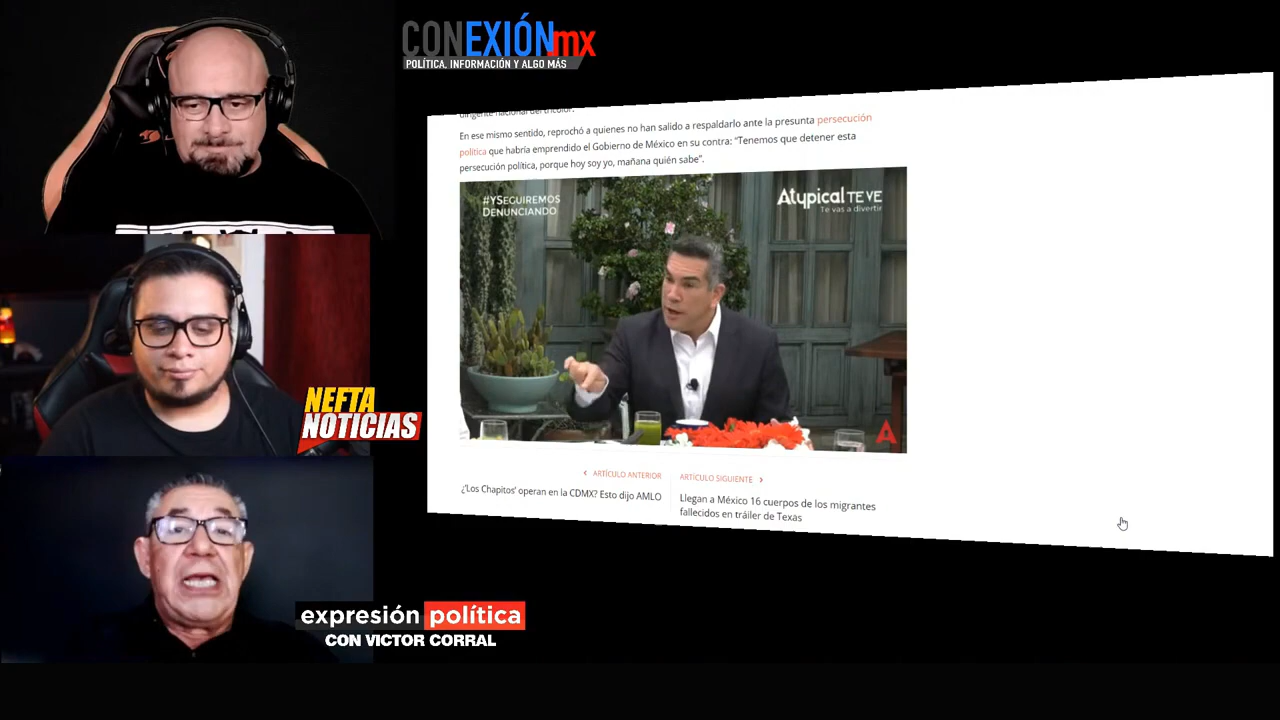 CONEXIÓNmx
POLÍTICA, INFORMACIÓN Y ALGO MÁS
dirigente nacional del tricolor.
En ese mismo sentido, reprochó a quienes no han salido a respaldarlo ante la presunta persecución
política que habría emprendido el Gobierno de México en su contra: “Tenemos que detener esta
persecución política, porque hoy soy yo, mañana quién sabe”.
#YSEGUIREMOS
DENUNCIANDO
Atypical TE VE
Te vas a divertir
A
‹ ARTÍCULO ANTERIOR
¿‘Los Chapitos’ operan en la CDMX? Esto dijo AMLO
ARTÍCULO SIGUIENTE ›
Llegan a México 16 cuerpos de los migrantes
fallecidos en tráiler de Texas
NEFTA
NOTICIAS
expresión política
CON VICTOR CORRAL